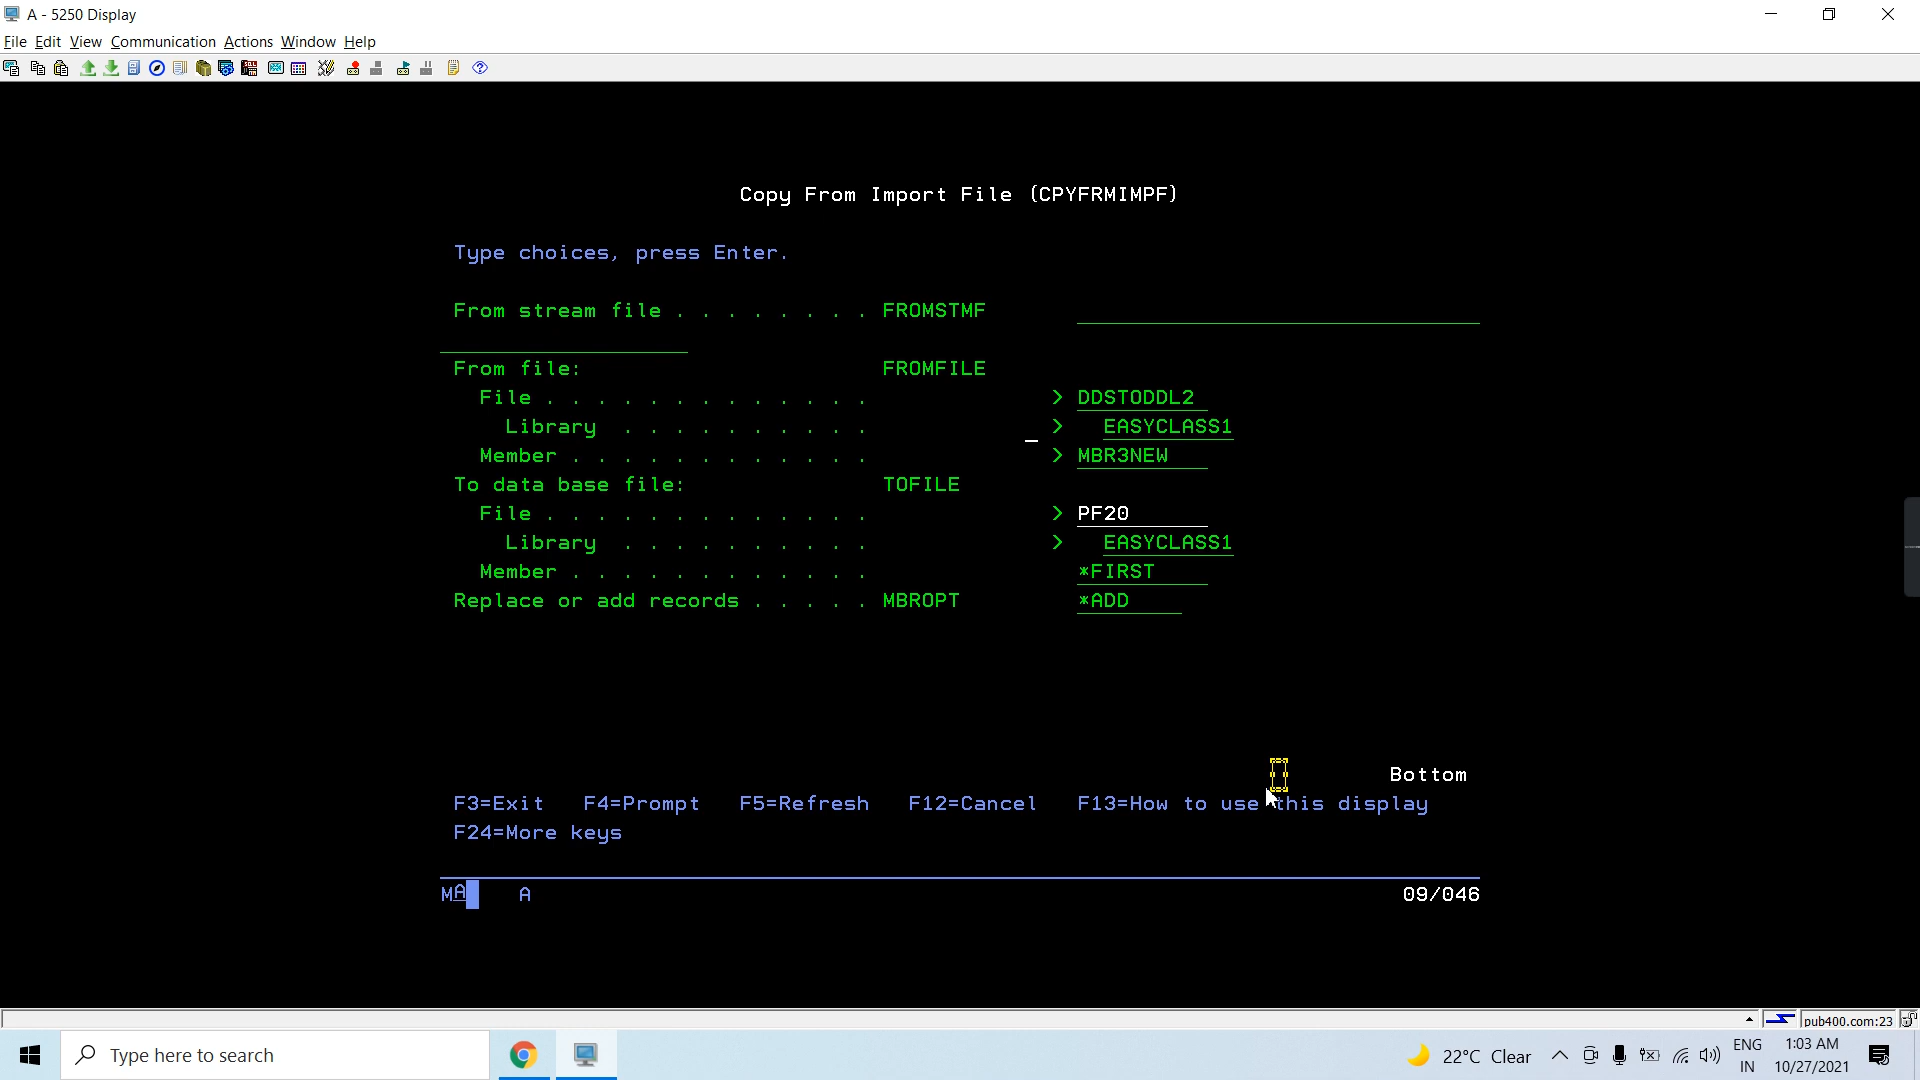 A - 5250 Display
File Edit View Communication Actions Window Help
Copy From Import File (CPYFRMIMPF)
Type choices, press Enter.
From stream file . . . . . . . . FROMSTMF
From file: FROMFILE
File . . . . . . . . . . . . . > DDSTODDL2
Library . . . . . . . . . . > EASYCLASS1
Member . . . . . . . . . . . . > MBR3NEW
To data base file: TOFILE
File . . . . . . . . . . . . . > PF20
Library . . . . . . . . . . > EASYCLASS1
Member . . . . . . . . . . . . *FIRST
Replace or add records . . . . . MBROPT *ADD
Bottom
F3=Exit F4=Prompt F5=Refresh F12=Cancel F13=How to use this display
F24=More keys
MA A 09/046
pub400.com:23
Type here to search
22°C Clear
ENG
IN
1:03 AM
10/27/2021